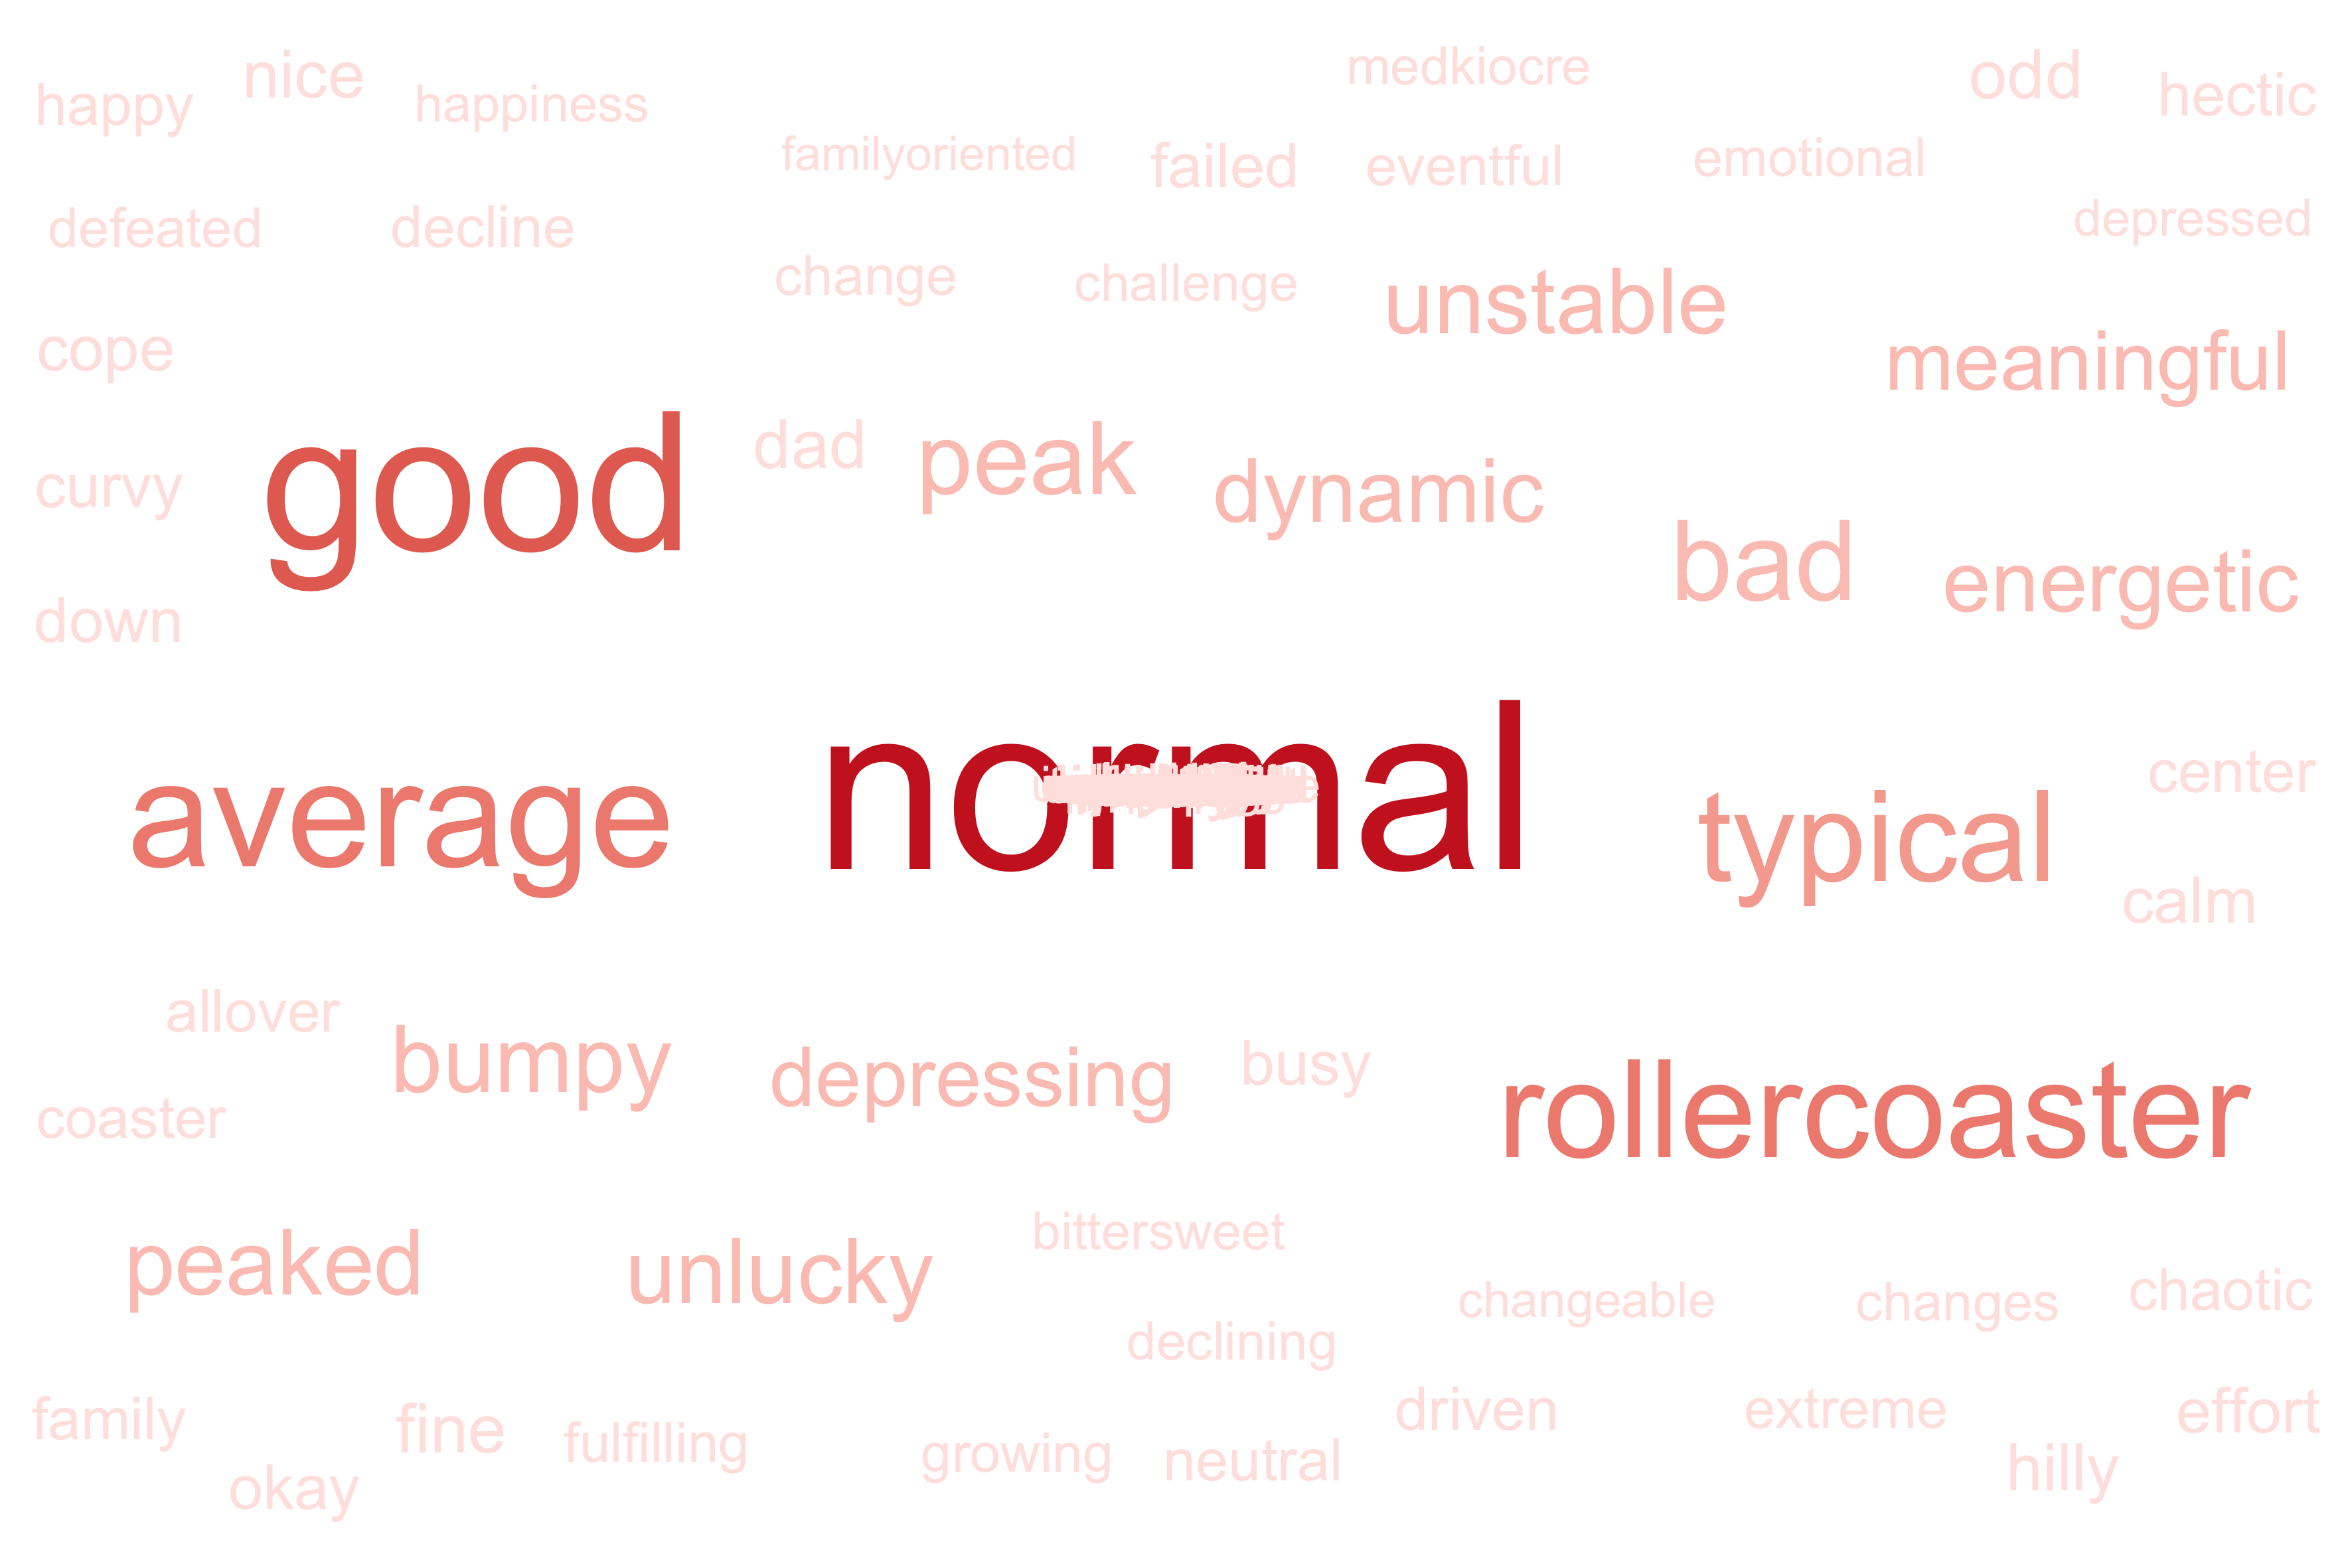 nice
medkiocre
odd
happy
happiness
hectic
familyoriented
failed
eventful
emotional
defeated
decline
depressed
change
challenge
unstable
cope
meaningful
good
dad
peak
dynamic
curvy
bad
energetic
down
average
normal
typical
center
calm
allover
bumpy
depressing
busy
coaster
rollercoaster
peaked
unlucky
bittersweet
changeable
changes
chaotic
declining
family
fine
fulfilling
growing
neutral
driven
extreme
effort
okay
hilly